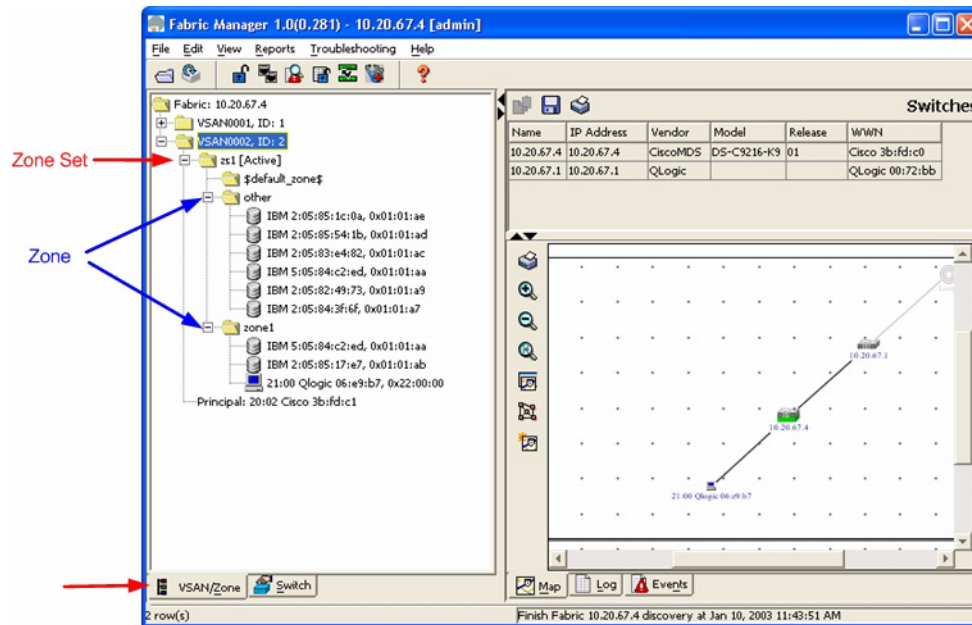 Fabric Manager 1.0(0.281) - 10.20.67.4 [admin]
File Edit View Reports Troubleshooting Help
Zone Set
Zone
Fabric: 10.20.67.4
VSAN0001, ID: 1
VSAN0002, ID: 2
zs1 [Active]
$default_zone$
other
IBM 2:05:85:1c:0a, 0x01:01:ae
IBM 2:05:85:54:1b, 0x01:01:ad
IBM 2:05:83:e4:82, 0x01:01:ac
IBM 5:05:84:c2:ed, 0x01:01:aa
IBM 2:05:82:49:73, 0x01:01:a9
IBM 2:05:84:3f:6f, 0x01:01:a7
zone1
IBM 5:05:84:c2:ed, 0x01:01:aa
IBM 2:05:85:17:e7, 0x01:01:ab
21:00 Qlogic 06:e9:b7, 0x22:00:00
Principal: 20:02 Cisco 3b:fd:c1
VSAN/Zone Switch
2 row(s)
Switches
Name IP Address Vendor Model Release WWN
10.20.67.4 10.20.67.4 CiscoMDS DS-C9216-K9 01 Cisco 3b:fd:c0
10.20.67.1 10.20.67.1 QLogic QLogic 00:72:bb
10.20.67.1
10.20.67.4
21:00 Qlogic 06:e9:b7
Map Log Events
Finish Fabric 10.20.67.4 discovery at Jan 10, 2003 11:43:51 AM